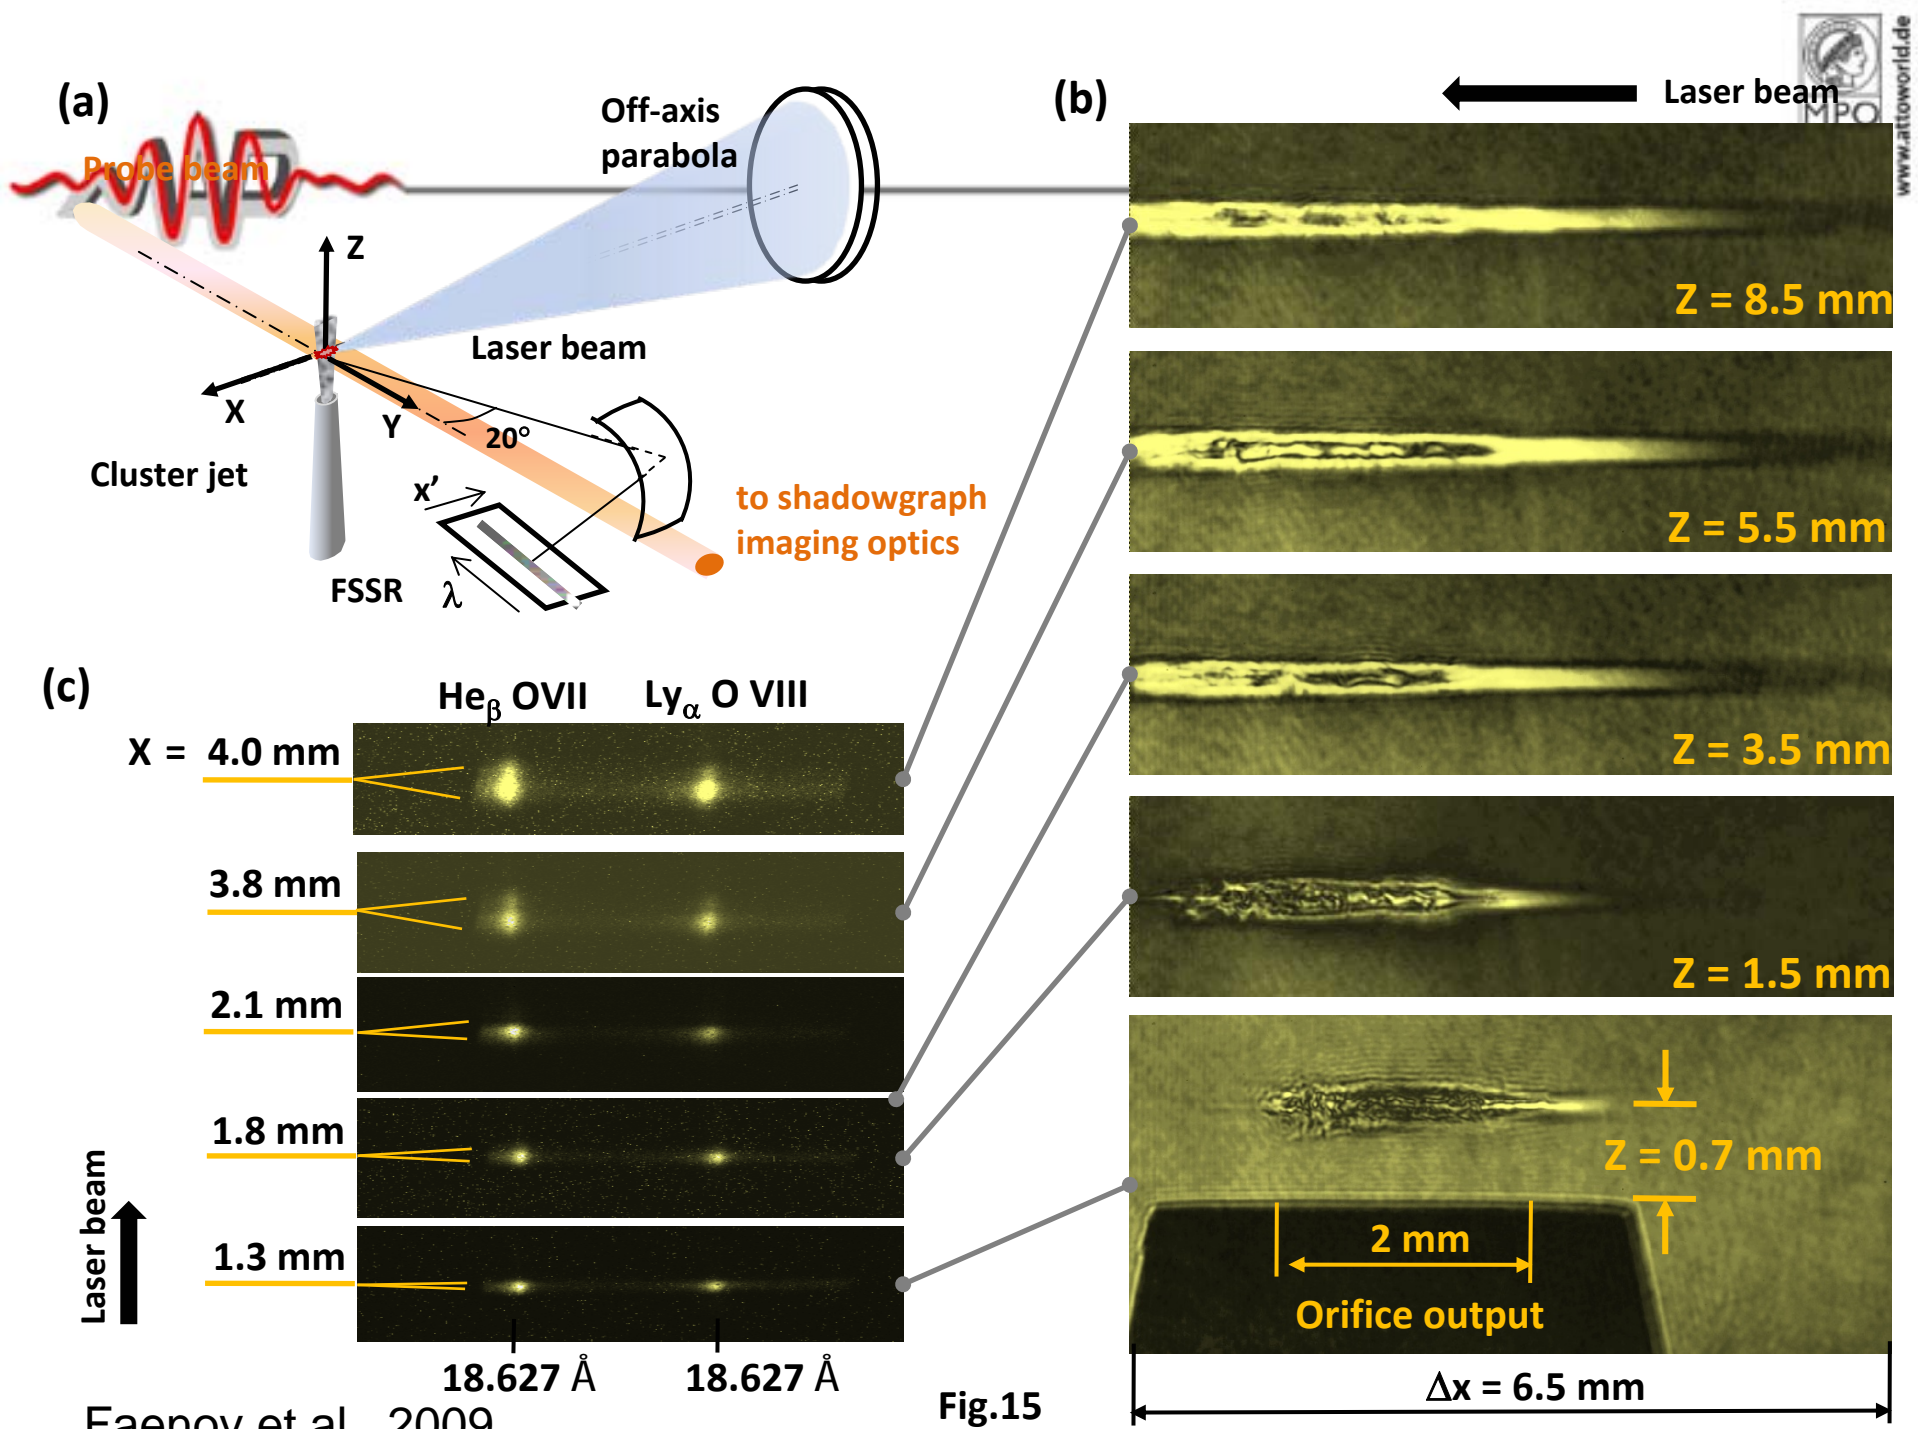 (a)
Probe beam
Off-axis
parabola
Z
Laser beam
X
Y
20°
Cluster jet
x’
to shadowgraph
imaging optics
FSSR
λ
(b)
Laser beam
MPQ
www.attoworld.de
Z = 8.5 mm
Z = 5.5 mm
Z = 3.5 mm
Z = 1.5 mm
Z = 0.7 mm
2 mm
Orifice output
Δx = 6.5 mm
(c)
Heβ OVII
Lyα O VIII
X = 4.0 mm
3.8 mm
2.1 mm
1.8 mm
1.3 mm
Laser beam
18.627 Å
18.627 Å
Fig.15
Faenov et al., 2009